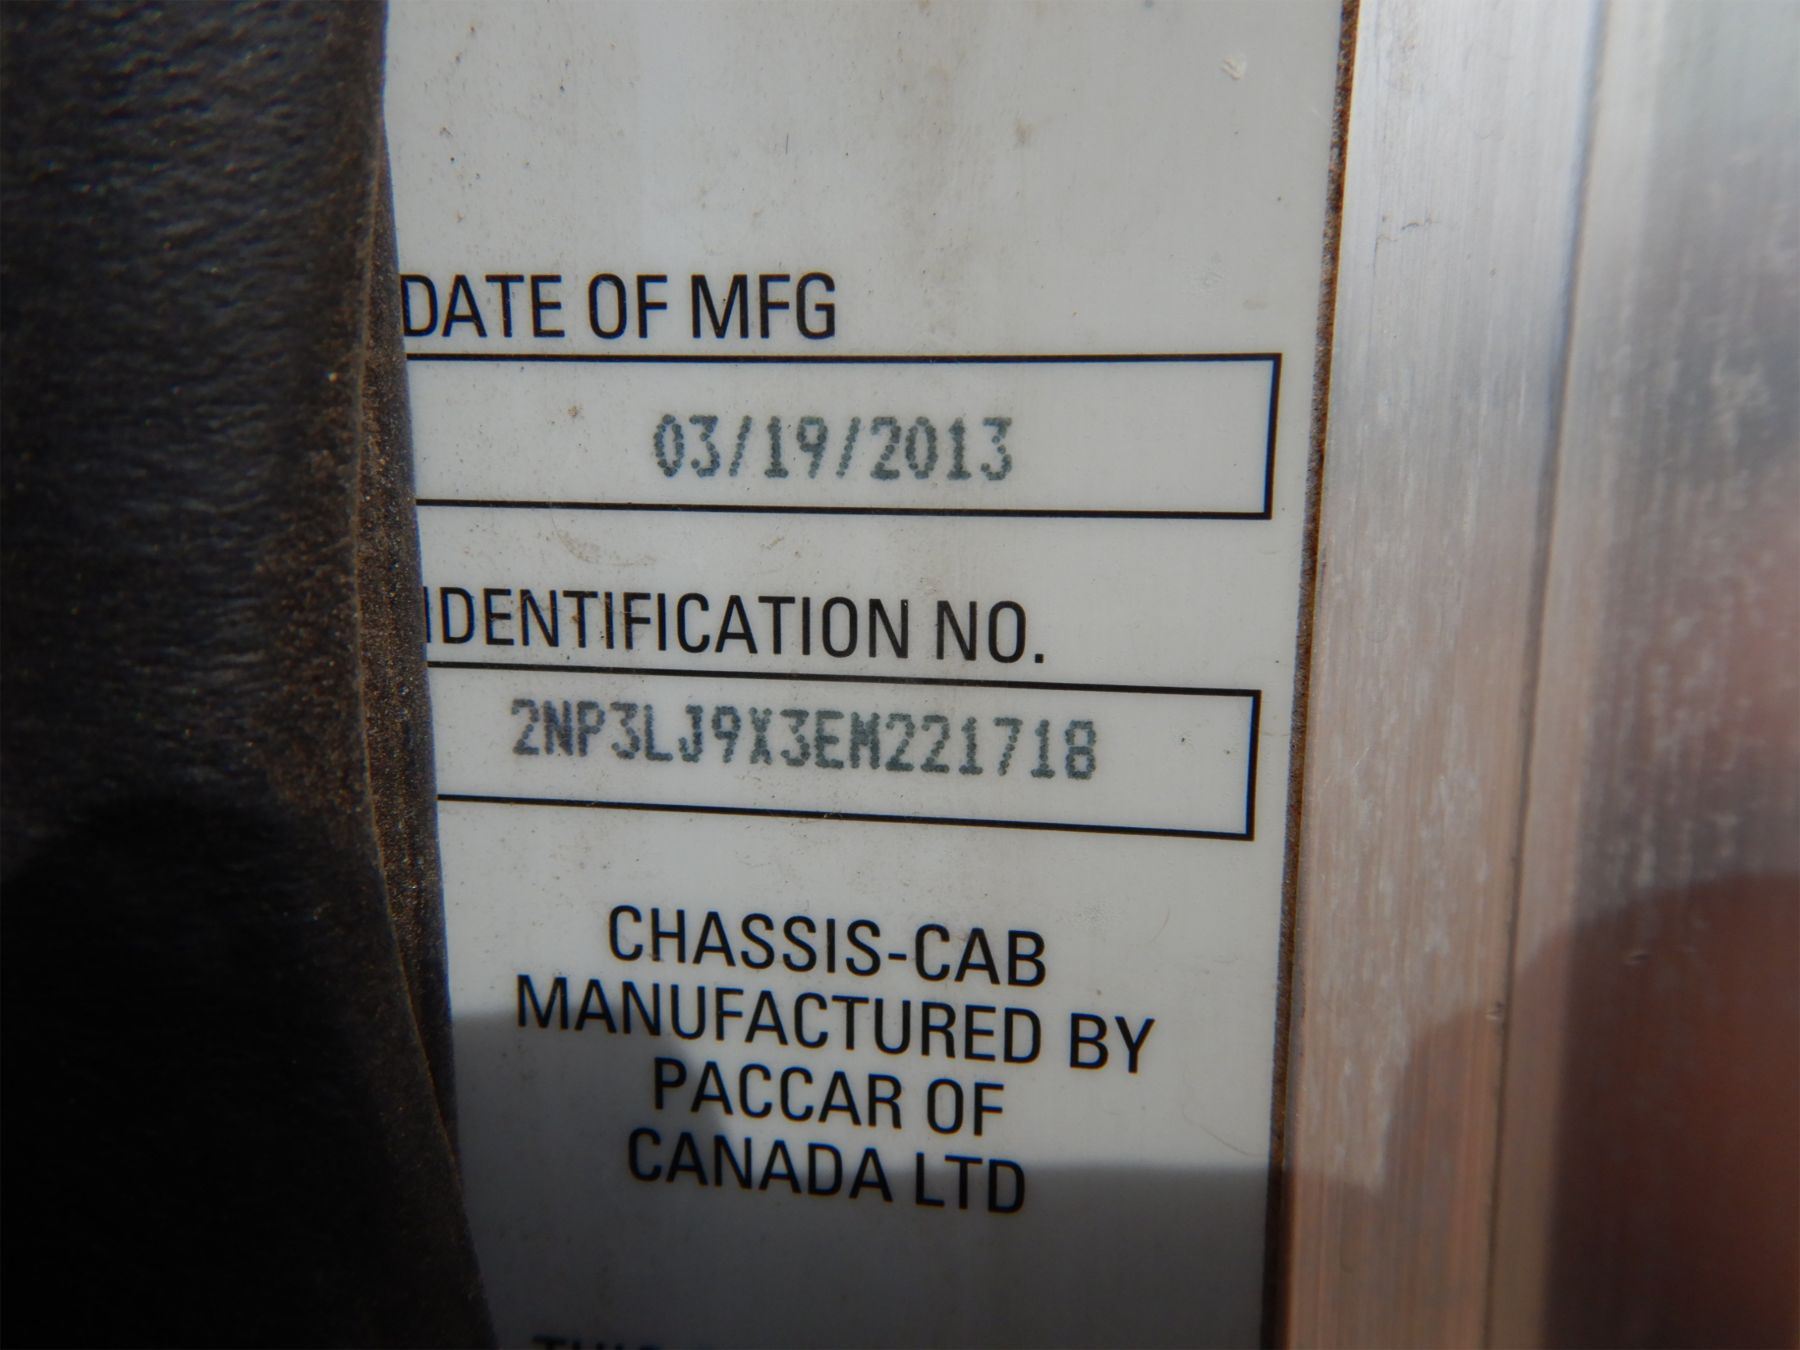 DATE OF MFG
03/19/2013
IDENTIFICATION NO.
2NP3LJ9X3EM221718
CHASSIS-CAB
MANUFACTURED BY
PACCAR OF
CANADA LTD